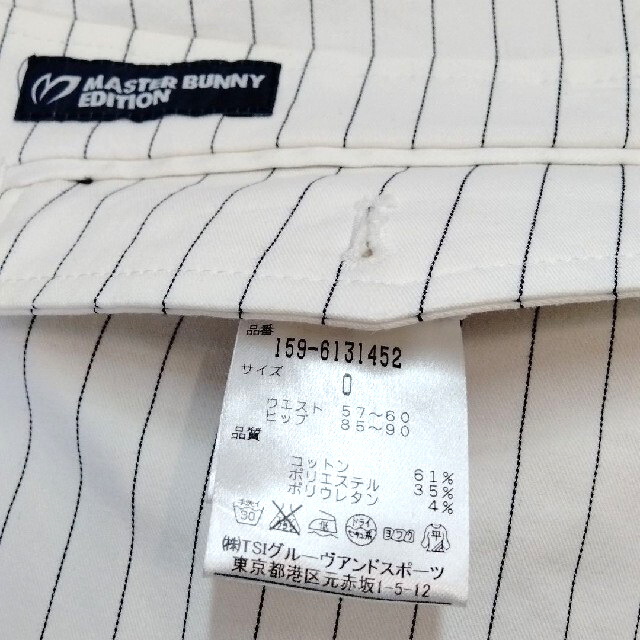 MASTER BUNNY
EDITION
品番
159-6131452
サイズ
0
ウエスト 57～60
ヒップ 85～90
品質
コットン 61%
ポリエステル 35%
ポリウレタン 4%
㈱TSIグルーヴアンドスポーツ
東京都港区元赤坂1-5-12